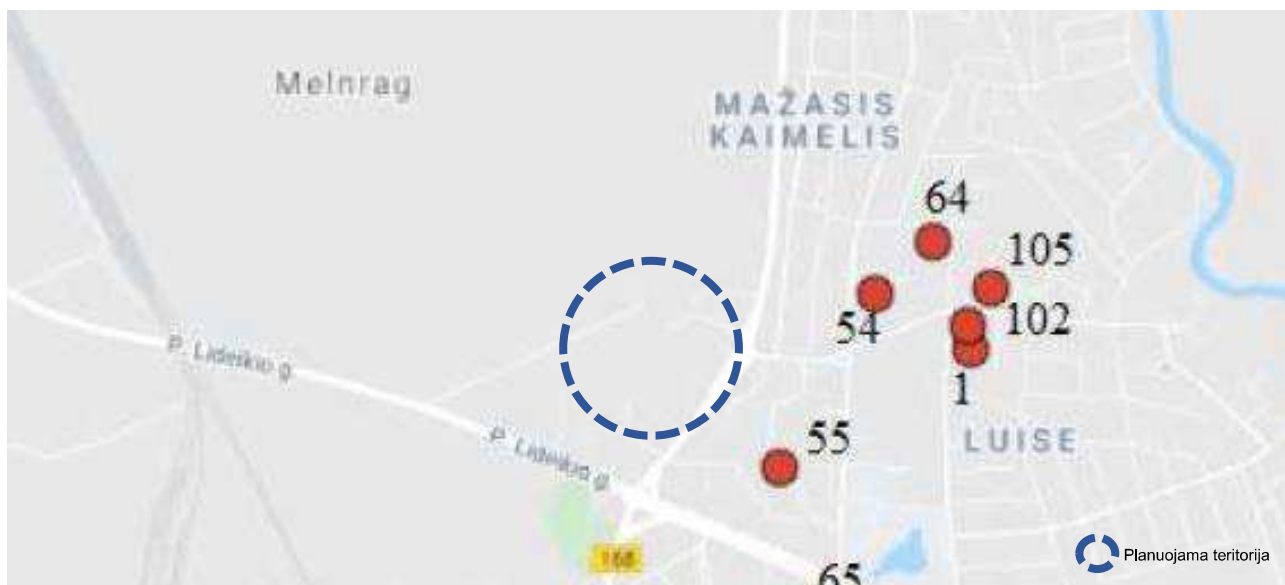 Melnrag
MAŽASIS
KAIMELIS
64
105
54
102
1
P. Lideikio g.
P. Lideikio g.
55
LUISE
168
65
Planuojama teritorija